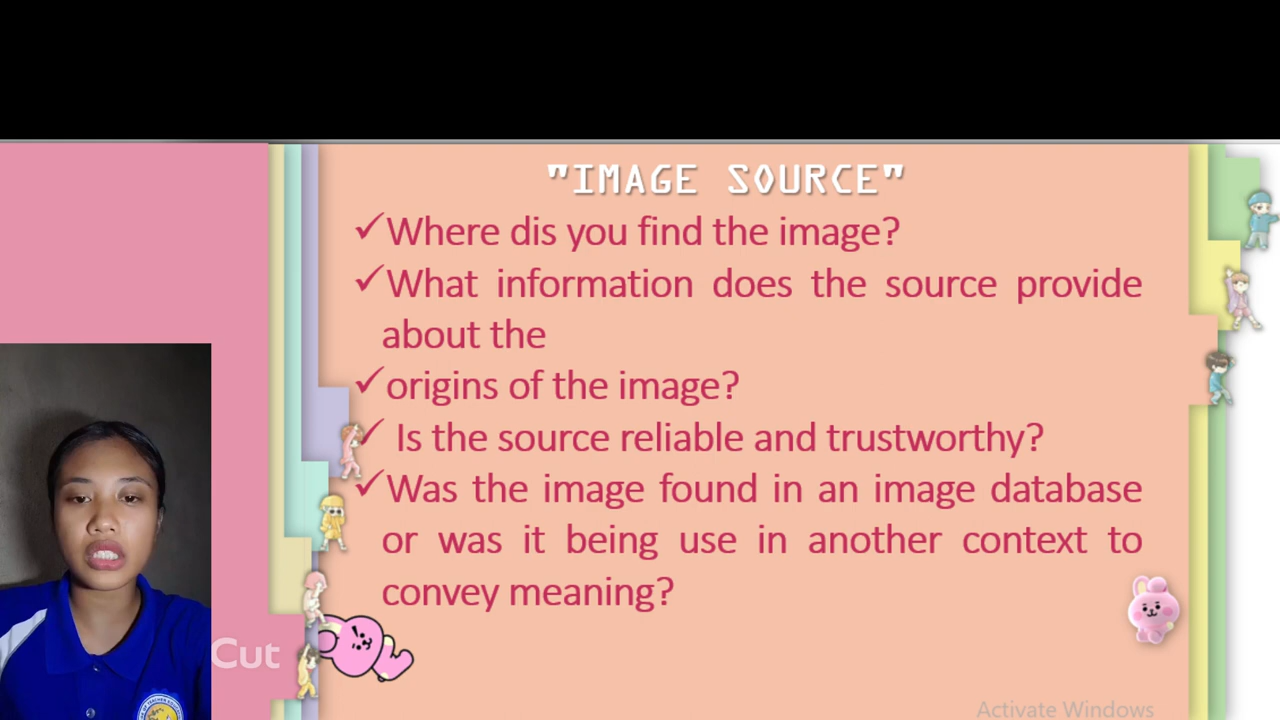 "IMAGE SOURCE"
✓Where dis you find the image?
✓What information does the source provide
about the
✓origins of the image?
✓ Is the source reliable and trustworthy?
✓Was the image found in an image database
or was it being use in another context to
convey meaning?
Cut
Activate Windows